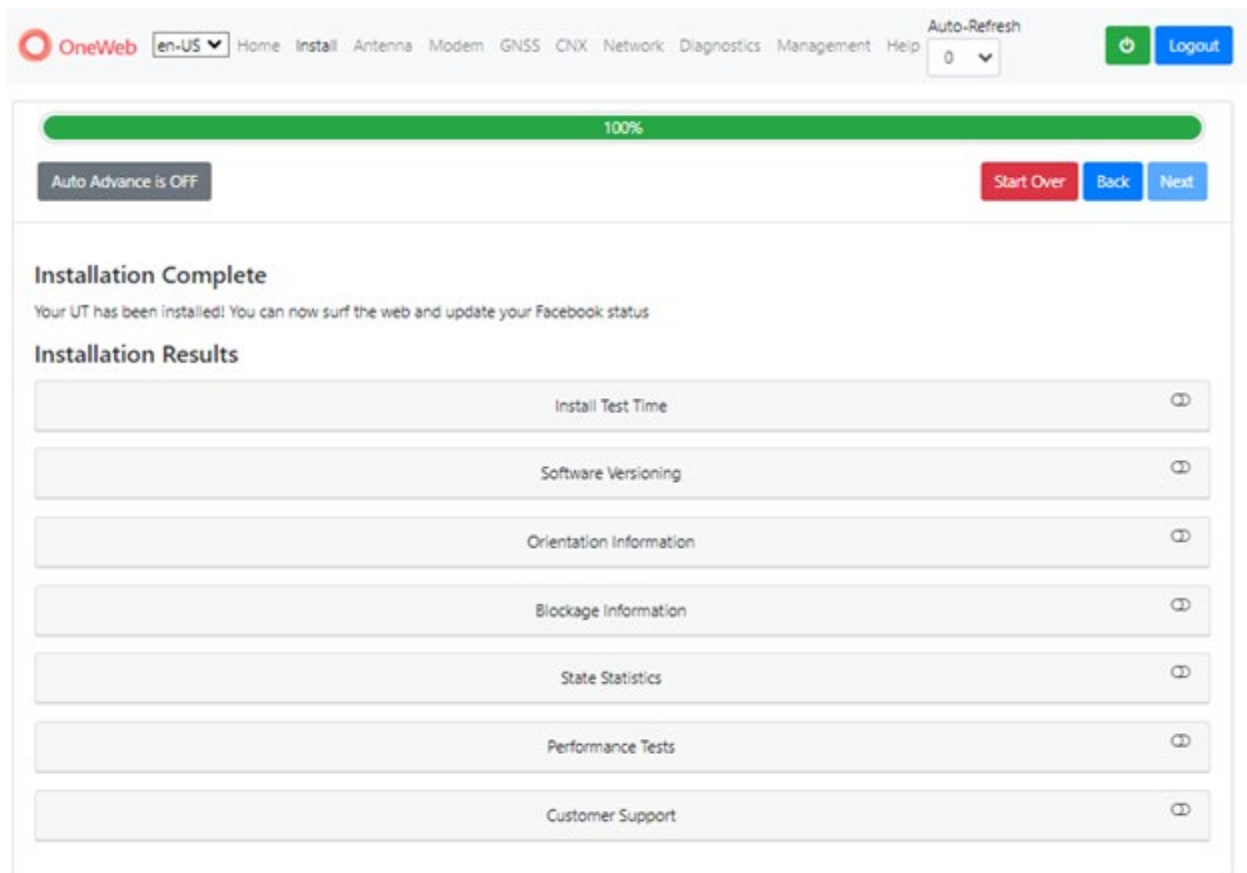 Auto-Refresh
OneWeb en-US Home Install Antenna Modem GNSS CNX Network Diagnostics Management Help 0 Logout
100%
Auto Advance is OFF Start Over Back Next
Installation Complete
Your UT has been installed! You can now surf the web and update your Facebook status
Installation Results
Install Test Time
Software Versioning
Orientation Information
Blockage Information
State Statistics
Performance Tests
Customer Support